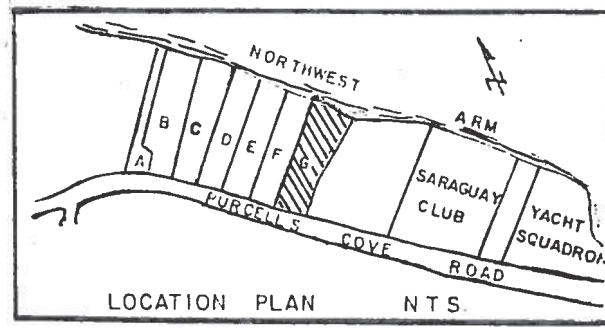 NORTHWEST ARM
A B C D E F G
SARAGUAY
CLUB
YACHT
SQUADRON
PURCELL'S COVE ROAD
LOCATION PLAN NTS.